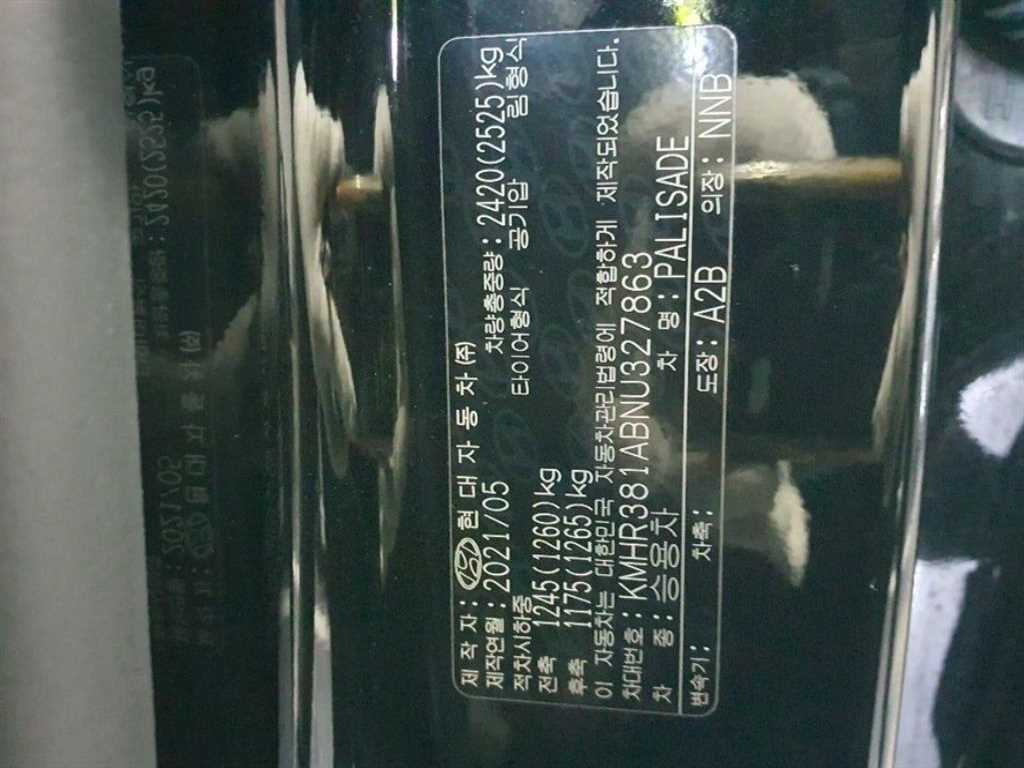 제 작 자: 현 대 자 동 차 (주)
제작연월: 2021/05 차량총중량: 2420(2525)kg
적차시하중 타이어형식 공기압 림형식
전축 1245(1260)kg
후축 1175(1265)kg
이 자동차는 대한민국 자동차관리법령에 적합하게 제작되었습니다.
차대번호: KMHR381ABNU327863
차 종: 승용차 차 명: PALISADE
변속기: 차축: 도장: A2B 의장: NNB